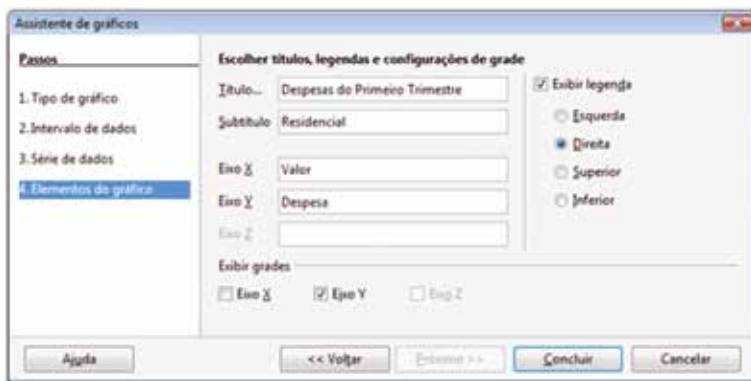 Assistente de gráficos
Passos
1. Tipo de gráfico
2. Intervalo de dados
3. Série de dados
4. Elementos do gráfico
Escolher títulos, legendas e configurações de grade
Título... Despesas do Primeiro Trimestre
Subtítulo Residencial
Eixo X Valor
Eixo Y Despesa
Eixo Z
Exibir legenda
Esquerda
Direita
Superior
Inferior
Exibir grades
Eixo X Eixo Y Eixo Z
Ajuda << Voltar Próximo >> Concluir Cancelar